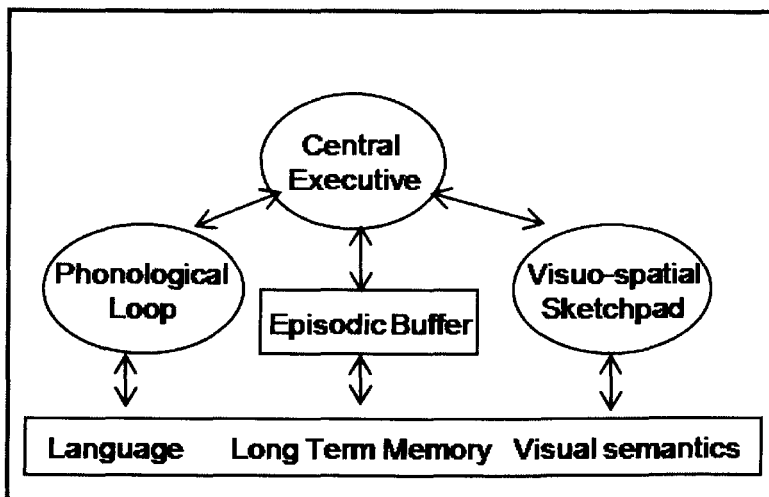 Central
Executive
Phonological
Loop
Episodic Buffer
Visuo-spatial
Sketchpad
Language Long Term Memory Visual semantics